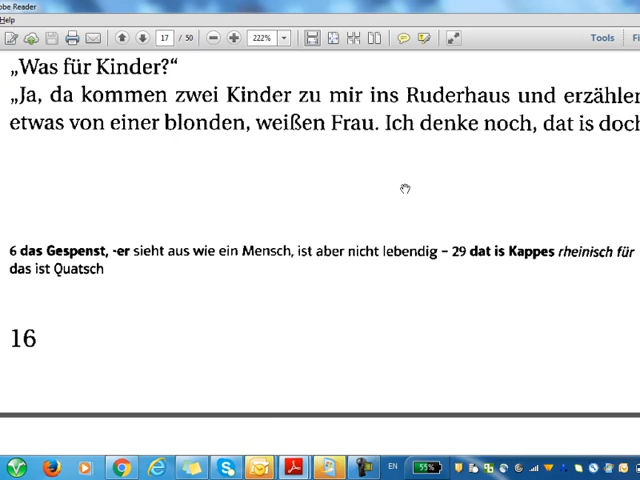 obe Reader
Help
17 / 50 222% Tools
„Was für Kinder?“
„Ja, da kommen zwei Kinder zu mir ins Ruderhaus und erzählen
etwas von einer blonden, weißen Frau. Ich denke noch, dat is doch
6 das Gespenst, -er sieht aus wie ein Mensch, ist aber nicht lebendig – 29 dat is Kappes rheinisch für
das ist Quatsch
16
EN 55%